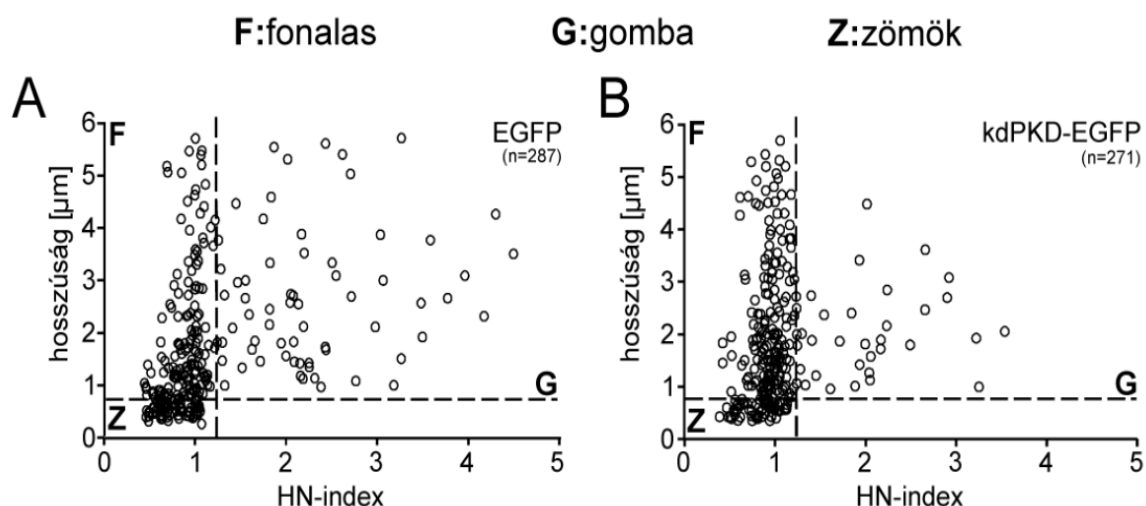 F:fonalas G:gomba Z:zömök
A
EGFP
(n=287)
F
G
Z
hosszúság [µm]
6
5
4
3
2
1
0
0 1 2 3 4 5
HN-index
B
kdPKD-EGFP
(n=271)
F
G
Z
hosszúság [µm]
6
5
4
3
2
1
0
0 1 2 3 4 5
HN-index